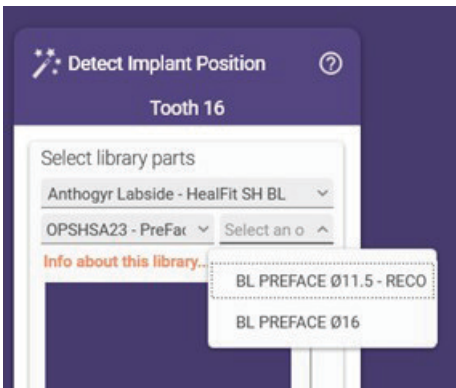 Detect Implant Position
Tooth 16
Select library parts
Anthogyr Labside - HealFit SH BL
OPSHSA23 - PreFac Select an o
Info about this library...
BL PREFACE Ø11.5 - RECO
BL PREFACE Ø16